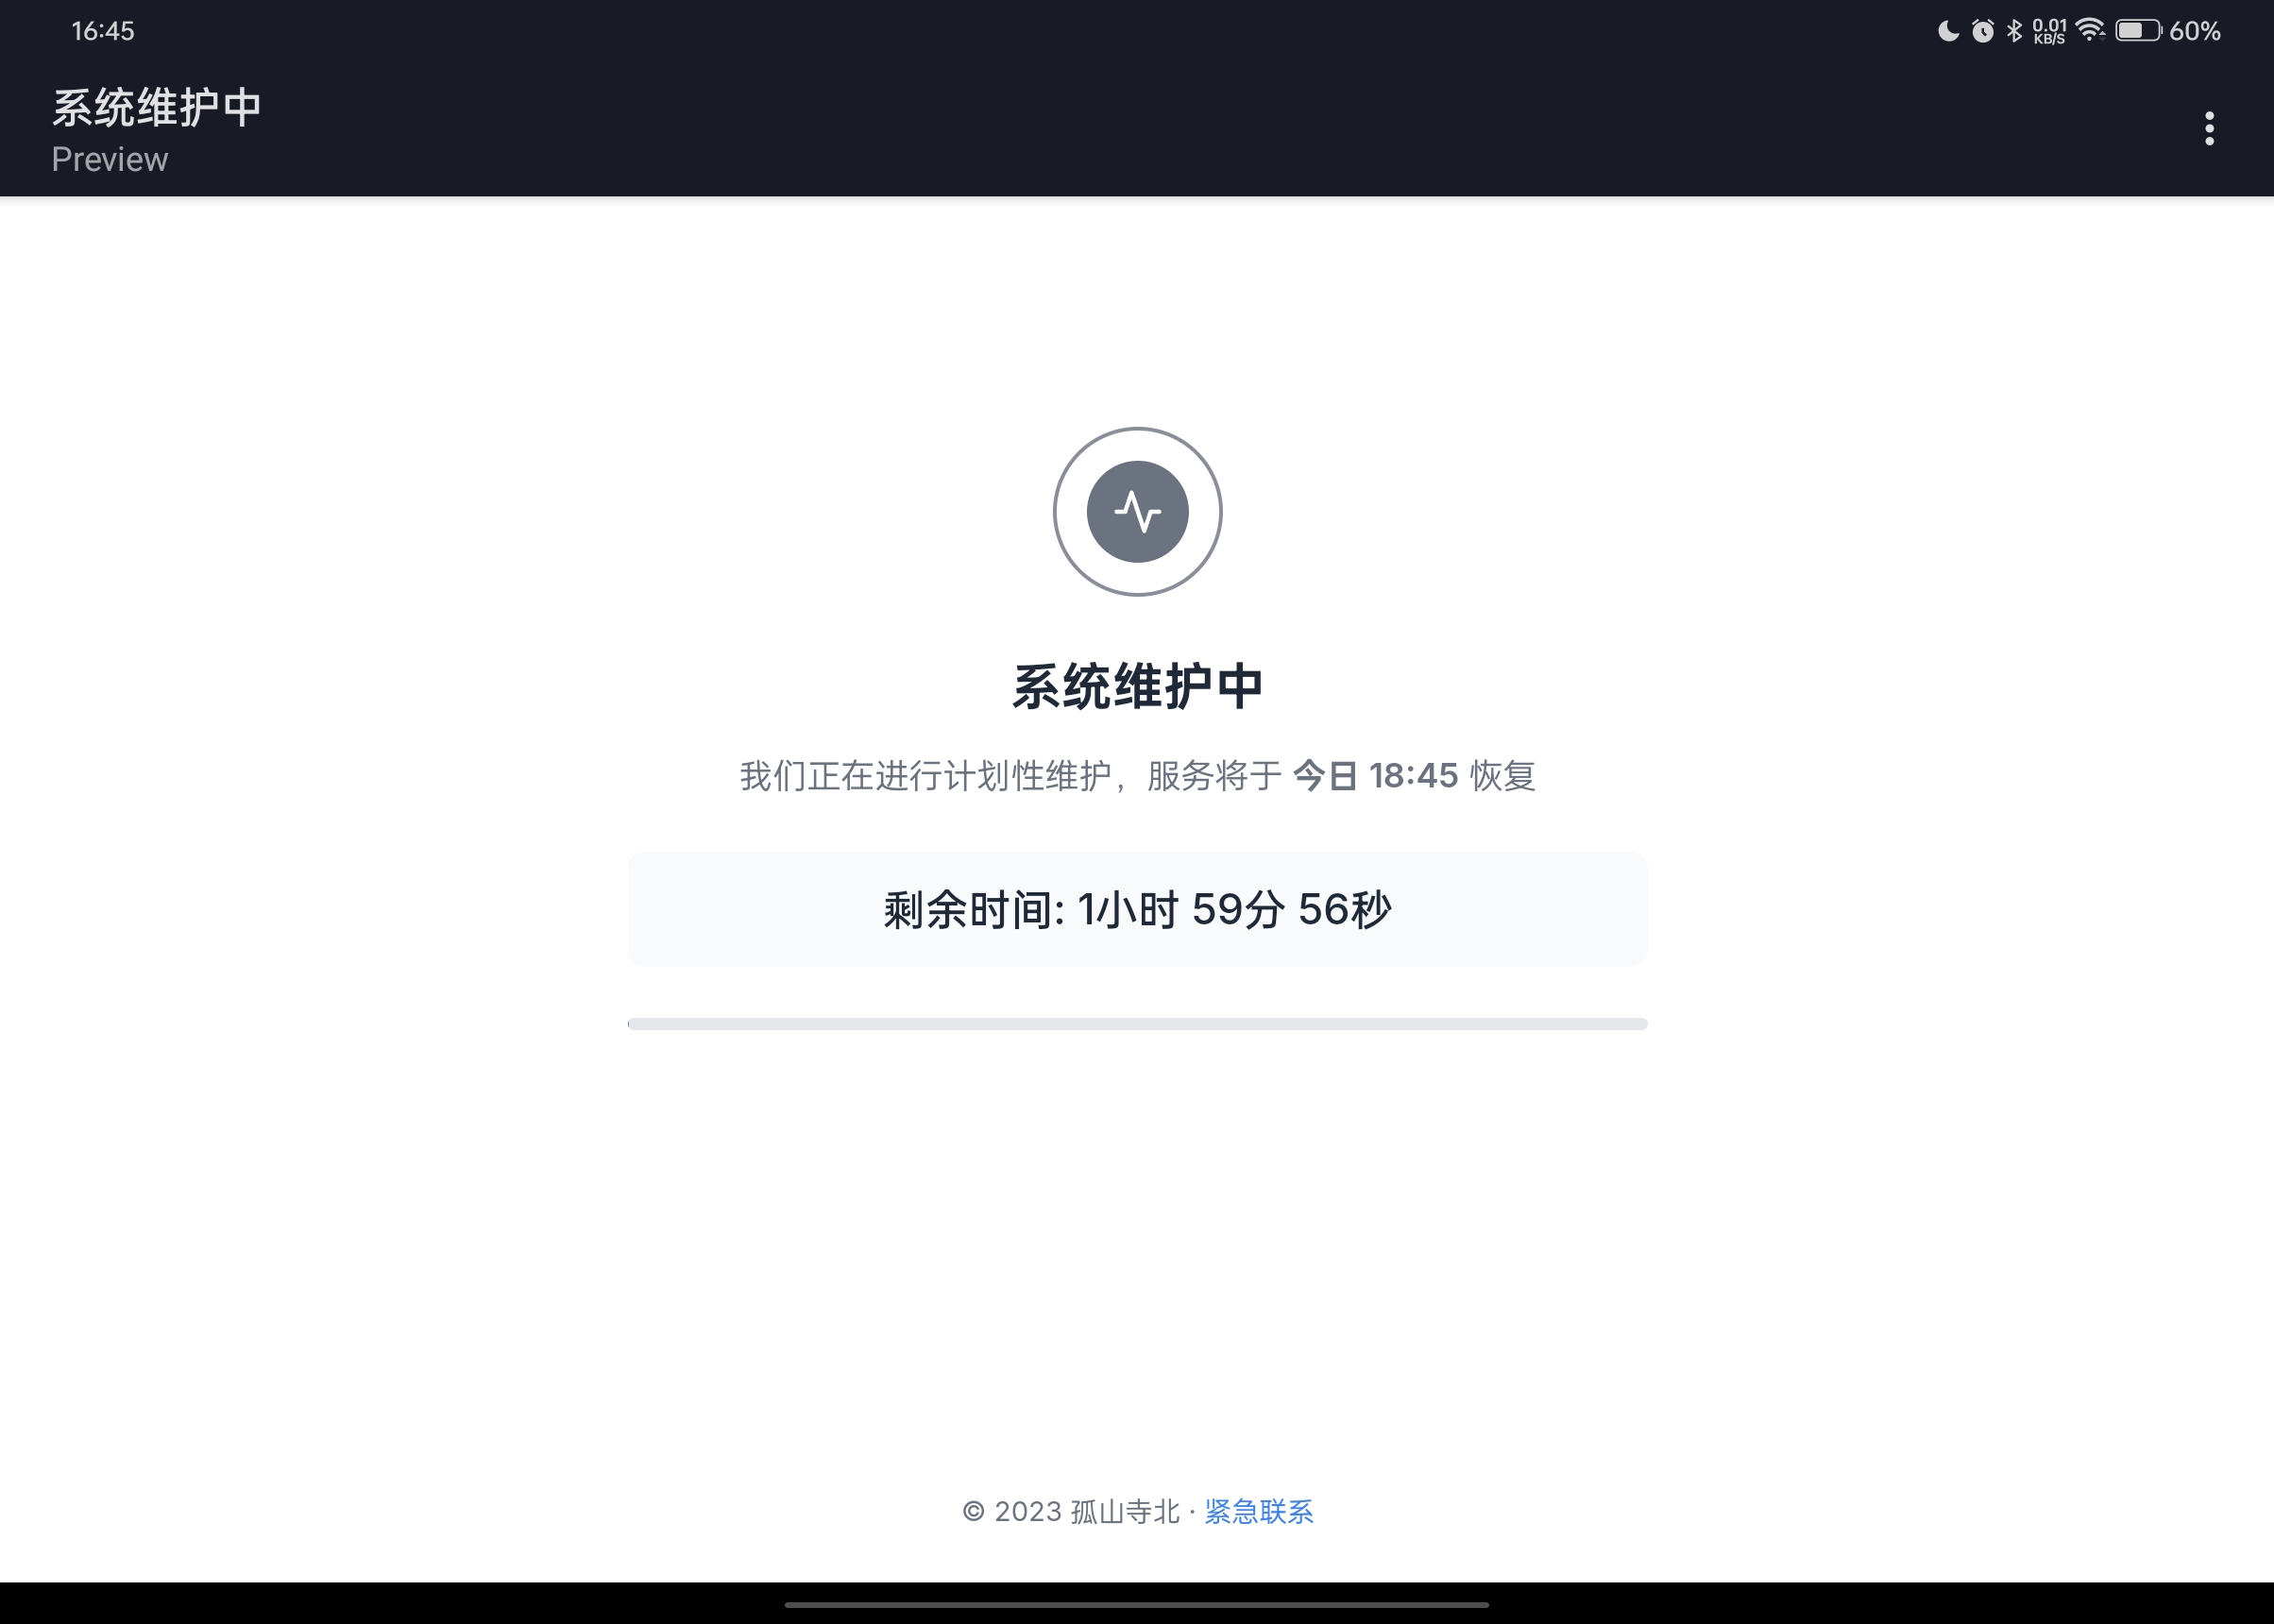 16:45
0.01 KB/S 60%
系统维护中
Preview
系统维护中
我们正在进行计划性维护，服务将于 今日 18:45 恢复
剩余时间: 1小时 59分 56秒
© 2023 孤山寺北 · 紧急联系